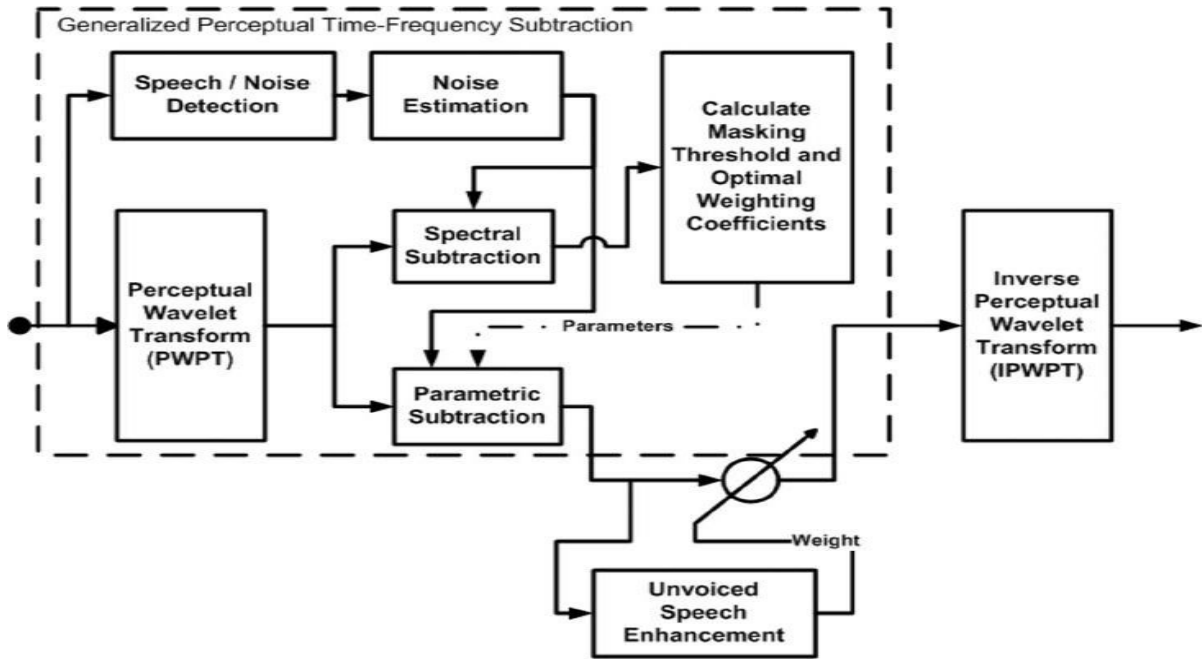 Generalized Perceptual Time-Frequency Subtraction
Speech / Noise
Detection
Noise
Estimation
Calculate
Masking
Threshold and
Optimal
Weighting
Coefficients
Perceptual
Wavelet
Transform
(PWPT)
Spectral
Subtraction
Parameters
Parametric
Subtraction
Inverse
Perceptual
Wavelet
Transform
(IPWPT)
Weight
Unvoiced
Speech
Enhancement